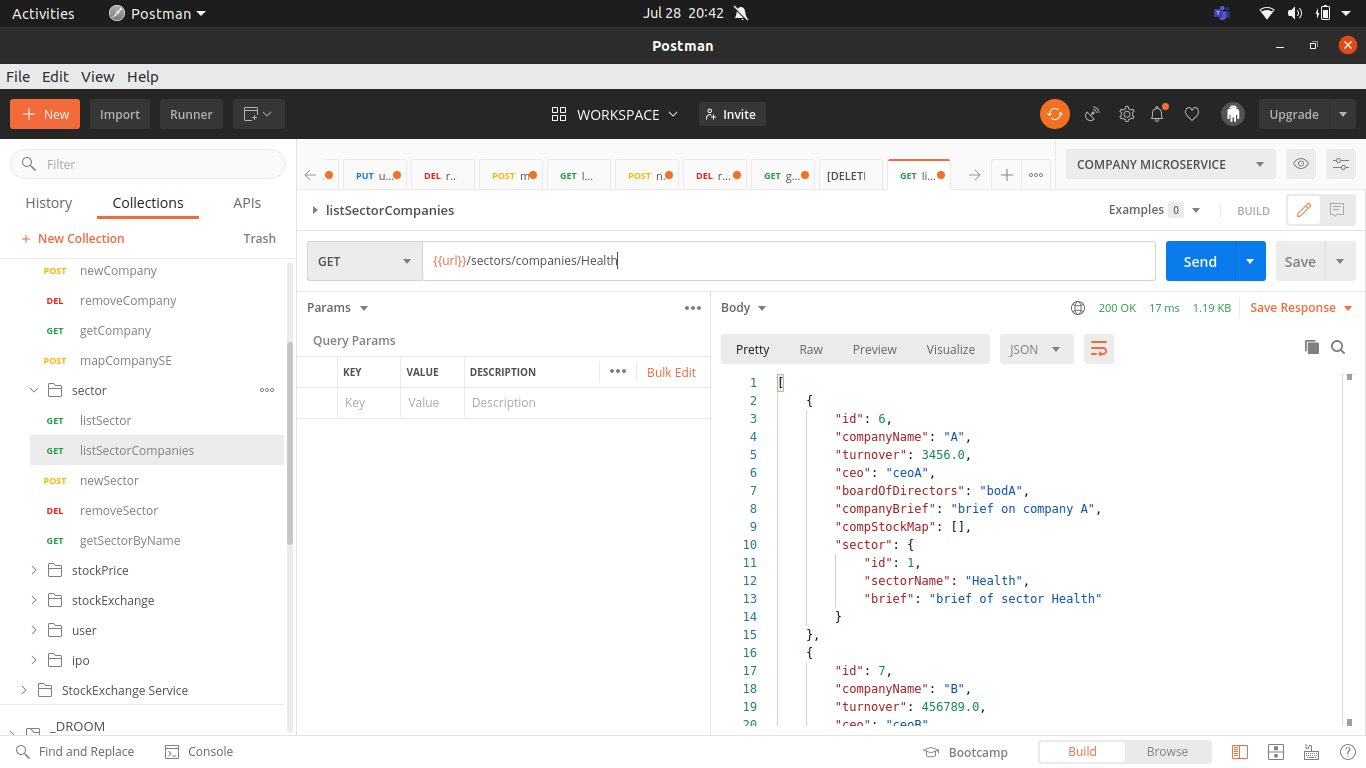 Activities Postman Jul 28 20:42
Postman
File Edit View Help
+ New Import Runner WORKSPACE Invite Upgrade
Filter
History Collections APIs
+ New Collection Trash
POST newCompany
DEL removeCompany
GET getCompany
POST mapCompanySE
sector
GET listSector
GET listSectorCompanies
POST newSector
DEL removeSector
GET getSectorByName
stockPrice
stockExchange
user
ipo
StockExchange Service
_DROOM
PUT u... DEL r.. POST m GET l... POST n. DEL r... GET g... [DELETI GET li...
COMPANY MICROSERVICE
listSectorCompanies Examples 0 BUILD
GET {{url}}/sectors/companies/Health Send Save
Params
Query Params
KEY VALUE DESCRIPTION ••• Bulk Edit
Key Value Description
Body 200 OK 17 ms 1.19 KB Save Response
Pretty Raw Preview Visualize JSON
1 [
2 {
3 "id": 6,
4 "companyName": "A",
5 "turnover": 3456.0,
6 "ceo": "ceoA",
7 "boardOfDirectors": "bodA",
8 "companyBrief": "brief on company A",
9 "compStockMap": [],
10 "sector": {
11 "id": 1,
12 "sectorName": "Health",
13 "brief": "brief of sector Health"
14 }
15 },
16 {
17 "id": 7,
18 "companyName": "B",
19 "turnover": 456789.0,
20 "ceo": "ceoB"
Find and Replace Console Bootcamp Build Browse